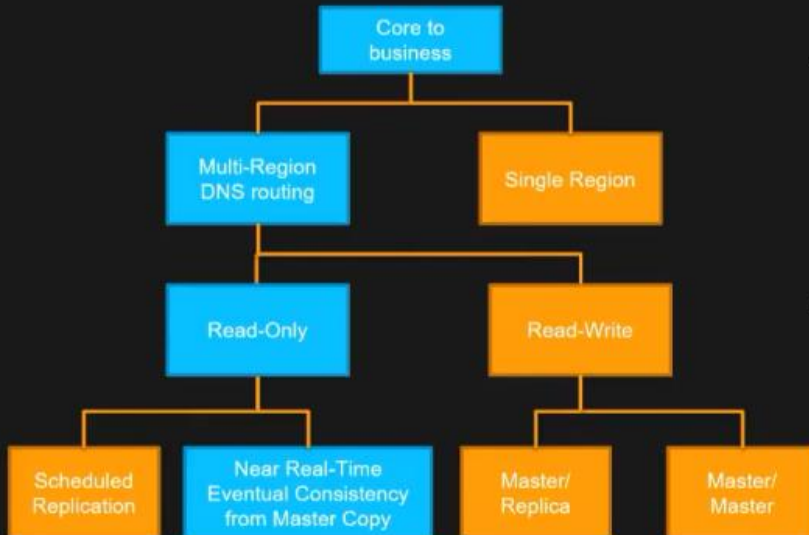 Core to
business
Multi-Region
DNS routing
Single Region
Read-Only
Read-Write
Scheduled
Replication
Near Real-Time
Eventual Consistency
from Master Copy
Master/
Replica
Master/
Master